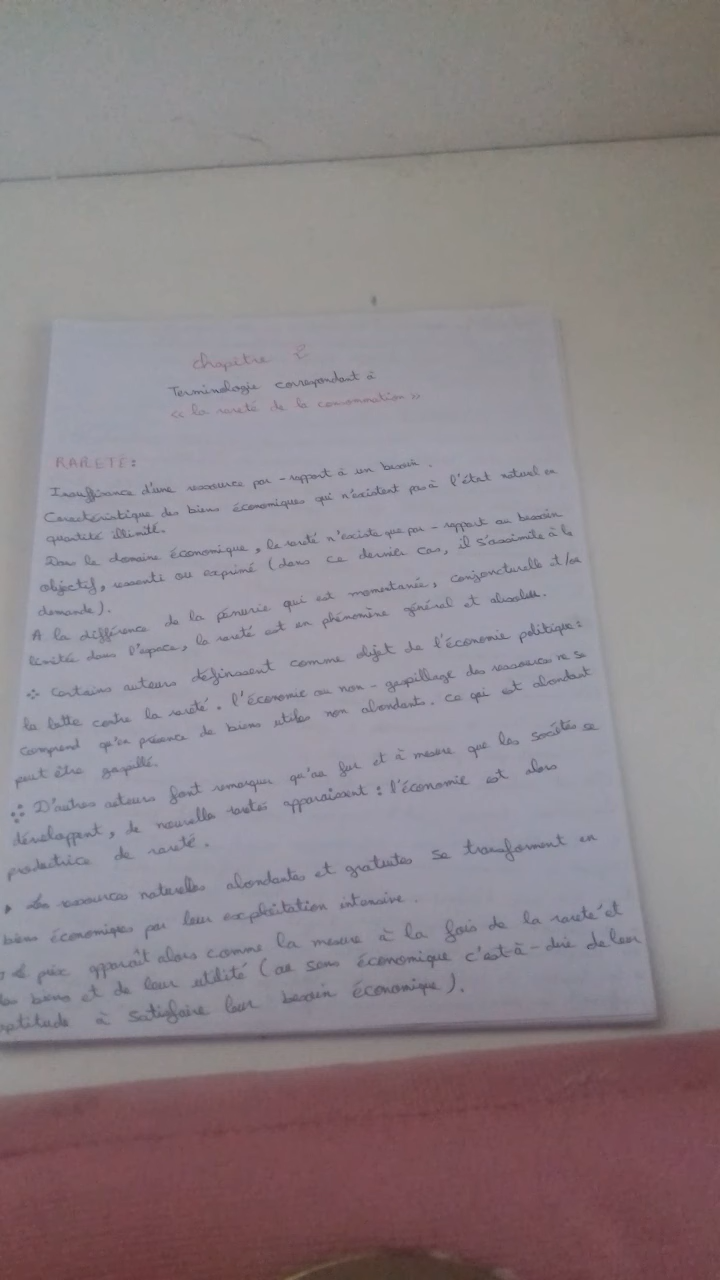 chapitre 2
Terminologie correspondant à
« la rareté de la consommation »
RARETÉ:
Insuffisance d'une ressource par-rapport à un besoin.
Caractéristique des biens économiques qui n'existent pas à l'état naturel en
quantité illimité.
Dans le domaine économique, la rareté n'existe que par-rapport au besoin
objectif, ressenti ou exprimé (dans ce dernier cas, il s'assimile à la
demande).
A la différence de la pénurie qui est momentanée, conjoncturelle et/ou
limité dans l'espace, la rareté est un phénomène général et absolue.
Certains auteurs définissent comme objet de l'économie politique:
la lutte contre la rareté. l'économie ou non-gaspillage des ressources ne se
comprend qu'en présence de biens utiles non abondants. ce qui est abondant
peut être gaspillé.
D'autres auteurs font remarquer qu'au fur et à mesure que les sociétés se
développent, de nouvelles raretés apparaissent : l'économie est alors
productrice de rareté.
Les ressources naturelles abondantes et gratuites se transforment en
biens économiques par leur exploitation intensive.
Le prix apparaît alors comme la mesure à la fois de la rareté et
des biens et de leur utilité (au sens économique c'est-à-dire de leur
aptitude à satisfaire leur besoin économique).